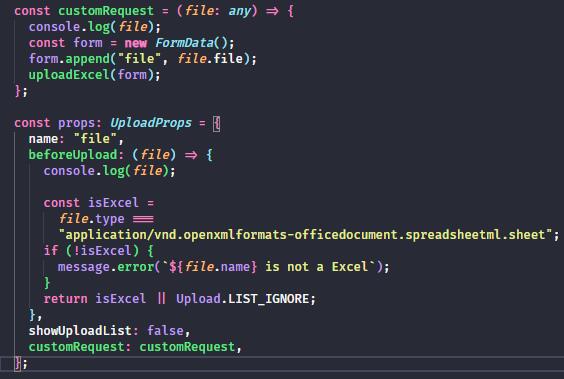 const customRequest = (file: any) => {
  console.log(file);
  const form = new FormData();
  form.append("file", file.file);
  uploadExcel(form);
};

const props: UploadProps = {
  name: "file",
  beforeUpload: (file) => {
    console.log(file);

    const isExcel =
      file.type ===
      "application/vnd.openxmlformats-officedocument.spreadsheetml.sheet";
    if (!isExcel) {
      message.error(`${file.name} is not a Excel`);
    }
    return isExcel || Upload.LIST_IGNORE;
  },
  showUploadList: false,
  customRequest: customRequest,
};